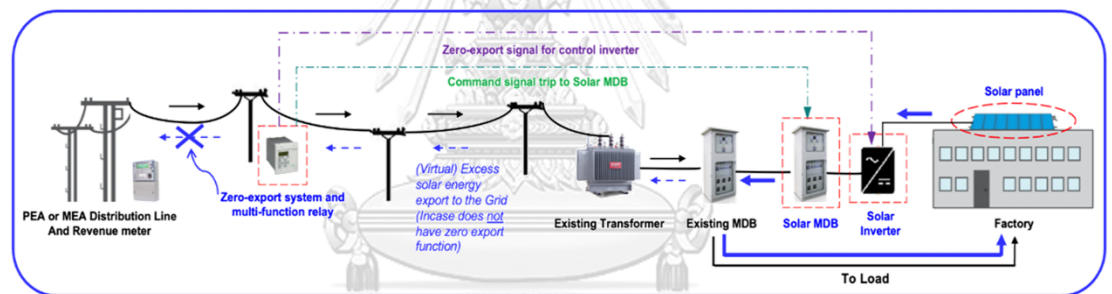 Zero-export signal for control inverter
Command signal trip to Solar MDB
Solar panel
PEA or MEA Distribution Line
And Revenue meter
Zero-export system and
multi-function relay
(Virtual) Excess
solar energy
export to the Grid
(Incase does not
have zero export
function)
Existing Transformer
Existing MDB
Solar MDB
Solar
Inverter
Factory
To Load